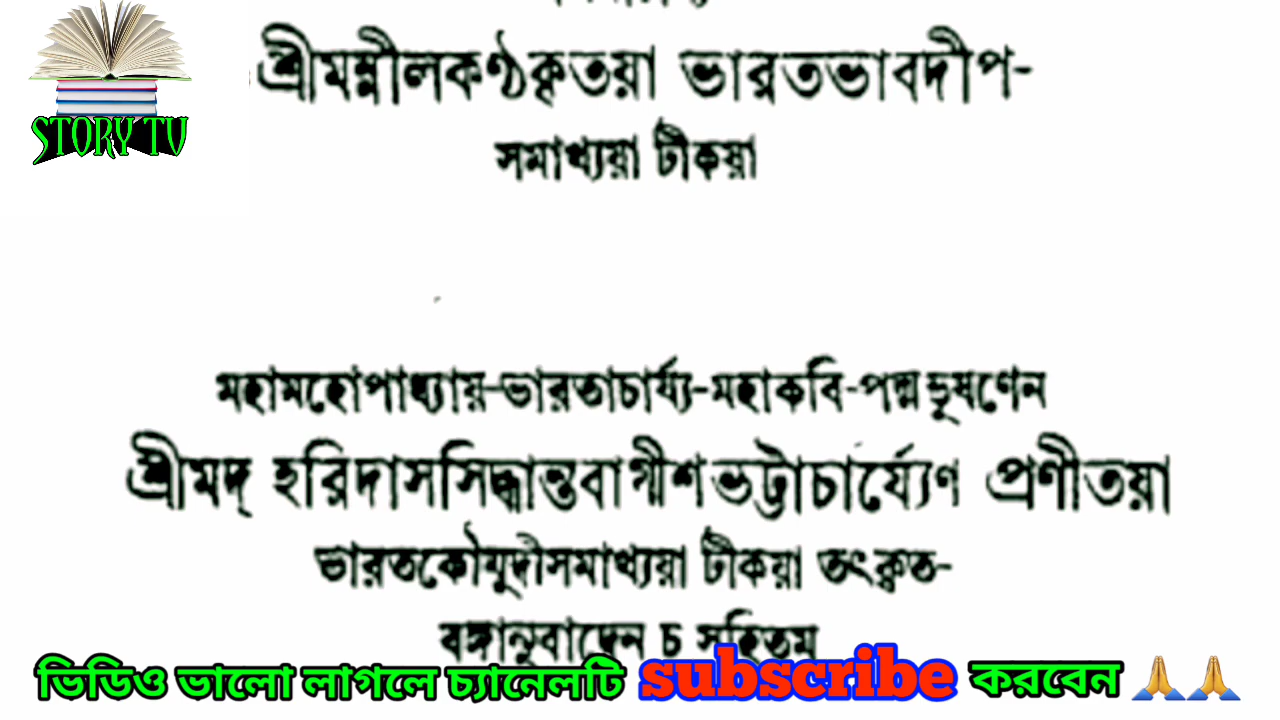 শ্রীমন্নীলকণ্ঠকৃতয়া ভারতভাবদীপ-
সমাখ্যয়া টীকয়া
STORY TV
মহামহোপাধ্যায়-ভারতাচার্য্য-মহাকবি-পদ্মভূষণেন
শ্রীমদ্ হরিদাসসিদ্ধান্তবাগীশভট্টাচার্য্যেণ প্রণীতয়া
ভারতকৌমুদীসমাখ্যয়া টীকয়া তৎকৃত-
বঙ্গানুবাদেন চ সহিতম্
ভিডিও ভালো লাগলে চ্যানেলটি subscribe করবেন 🙏🙏